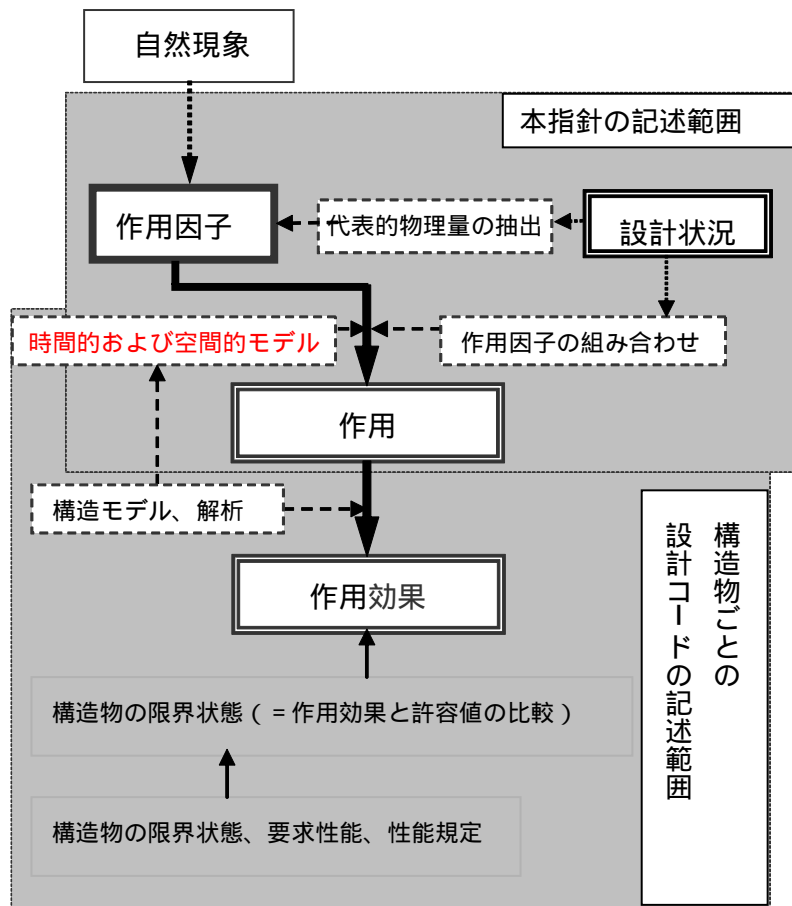 自然現象
本指針の記述範囲
作用因子
代表的物理量の抽出
設計状況
時間的および空間的モデル
作用因子の組み合わせ
作用
構造モデル、解析
作用効果
構造物ごとの
設計コードの記述範囲
構造物の限界状態(=作用効果と許容値の比較)
構造物の限界状態、要求性能、性能規定